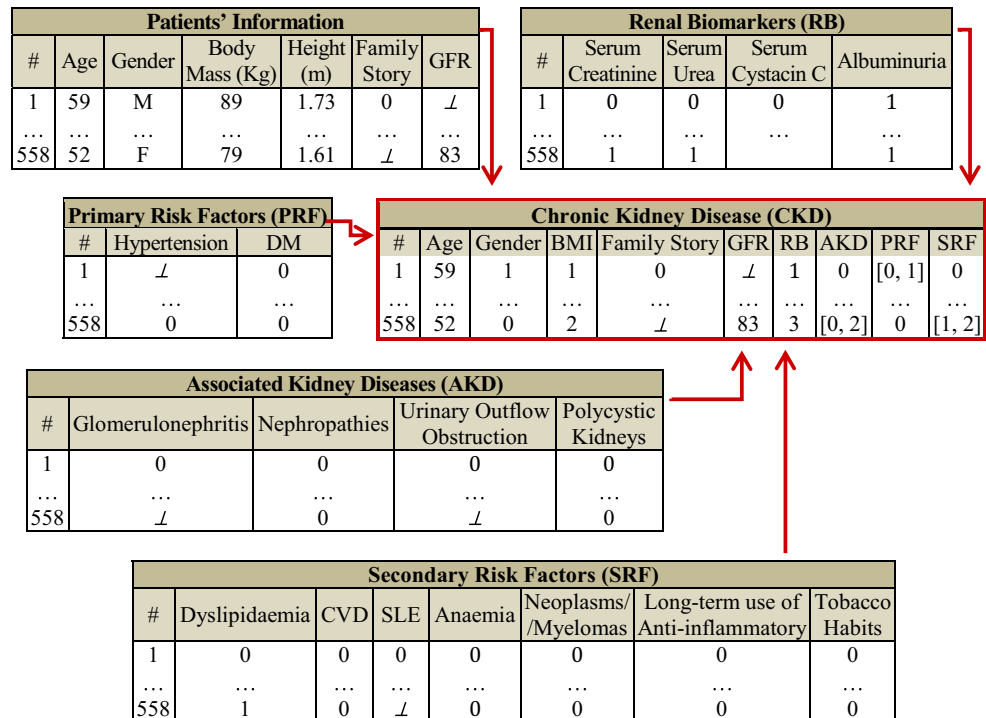 Patients' Information
# Age Gender Body Mass (Kg) Height (m) Family Story GFR
1 59 M 89 1.73 0 ⊥
… … … … … … …
558 52 F 79 1.61 ⊥ 83
Renal Biomarkers (RB)
# Serum Creatinine Serum Urea Serum Cystacin C Albuminuria
1 0 0 0 1
… … … … …
558 1 1 1
Primary Risk Factors (PRF)
# Hypertension DM
1 ⊥ 0
… … …
558 0 0
Chronic Kidney Disease (CKD)
# Age Gender BMI Family Story GFR RB AKD PRF SRF
1 59 1 1 0 ⊥ 1 0 [0, 1] 0
… … … … … … … … … …
558 52 0 2 ⊥ 83 3 [0, 2] 0 [1, 2]
Associated Kidney Diseases (AKD)
# Glomerulonephritis Nephropathies Urinary Outflow Obstruction Polycystic Kidneys
1 0 0 0 0
… … … … …
558 ⊥ 0 ⊥ 0
Secondary Risk Factors (SRF)
# Dyslipidaemia CVD SLE Anaemia Neoplasms/ /Myelomas Long-term use of Anti-inflammatory Tobacco Habits
1 0 0 0 0 0 0 0
… … … … … … … …
558 1 0 ⊥ 0 0 0 0